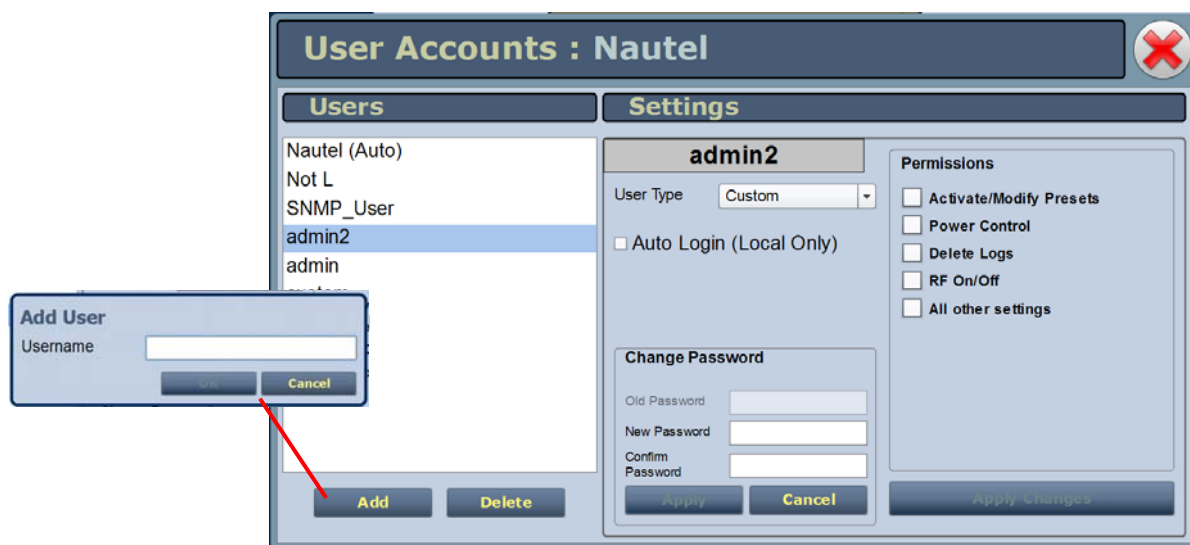 User Accounts : Nautel
Users
Settings
Nautel (Auto)
Not L
SNMP_User
admin2
admin
Add User
Username
OK
Cancel
Add
Delete
admin2
User Type
Custom
Auto Login (Local Only)
Change Password
Old Password
New Password
Confirm
Password
Apply
Cancel
Permissions
Activate/Modify Presets
Power Control
Delete Logs
RF On/Off
All other settings
Apply Changes